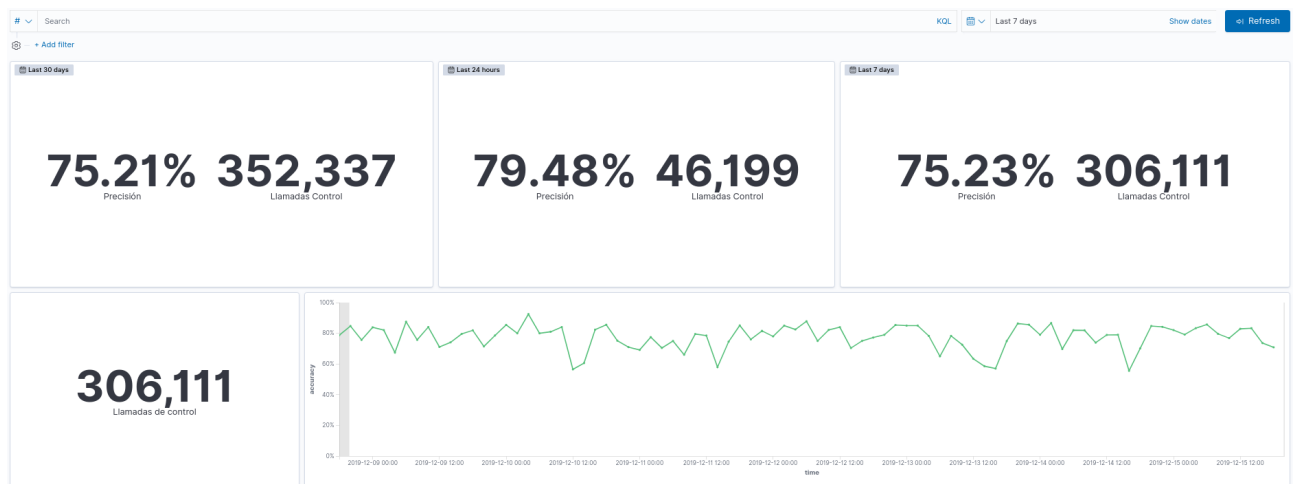 # Search KQL Last 7 days Show dates Refresh
+ Add filter
Last 30 days
75.21% 352,337
Precisión Llamadas Control
Last 24 hours
79.48% 46,199
Precisión Llamadas Control
Last 7 days
75.23% 306,111
Precisión Llamadas Control
306,111
Llamadas de control
100%
80%
60%
40%
20%
0%
accuracy
2019-12-09 00:00 2019-12-09 12:00 2019-12-10 00:00 2019-12-10 12:00 2019-12-11 00:00 2019-12-11 12:00 2019-12-12 00:00 2019-12-12 12:00 2019-12-13 00:00 2019-12-13 12:00 2019-12-14 00:00 2019-12-14 12:00 2019-12-15 00:00 2019-12-15 12:00
time